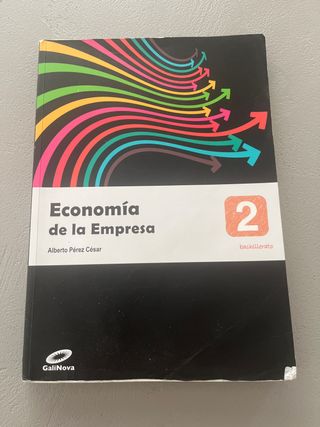 Economía
de la Empresa
2
bachillerato
Alberto Pérez César
GaliNova